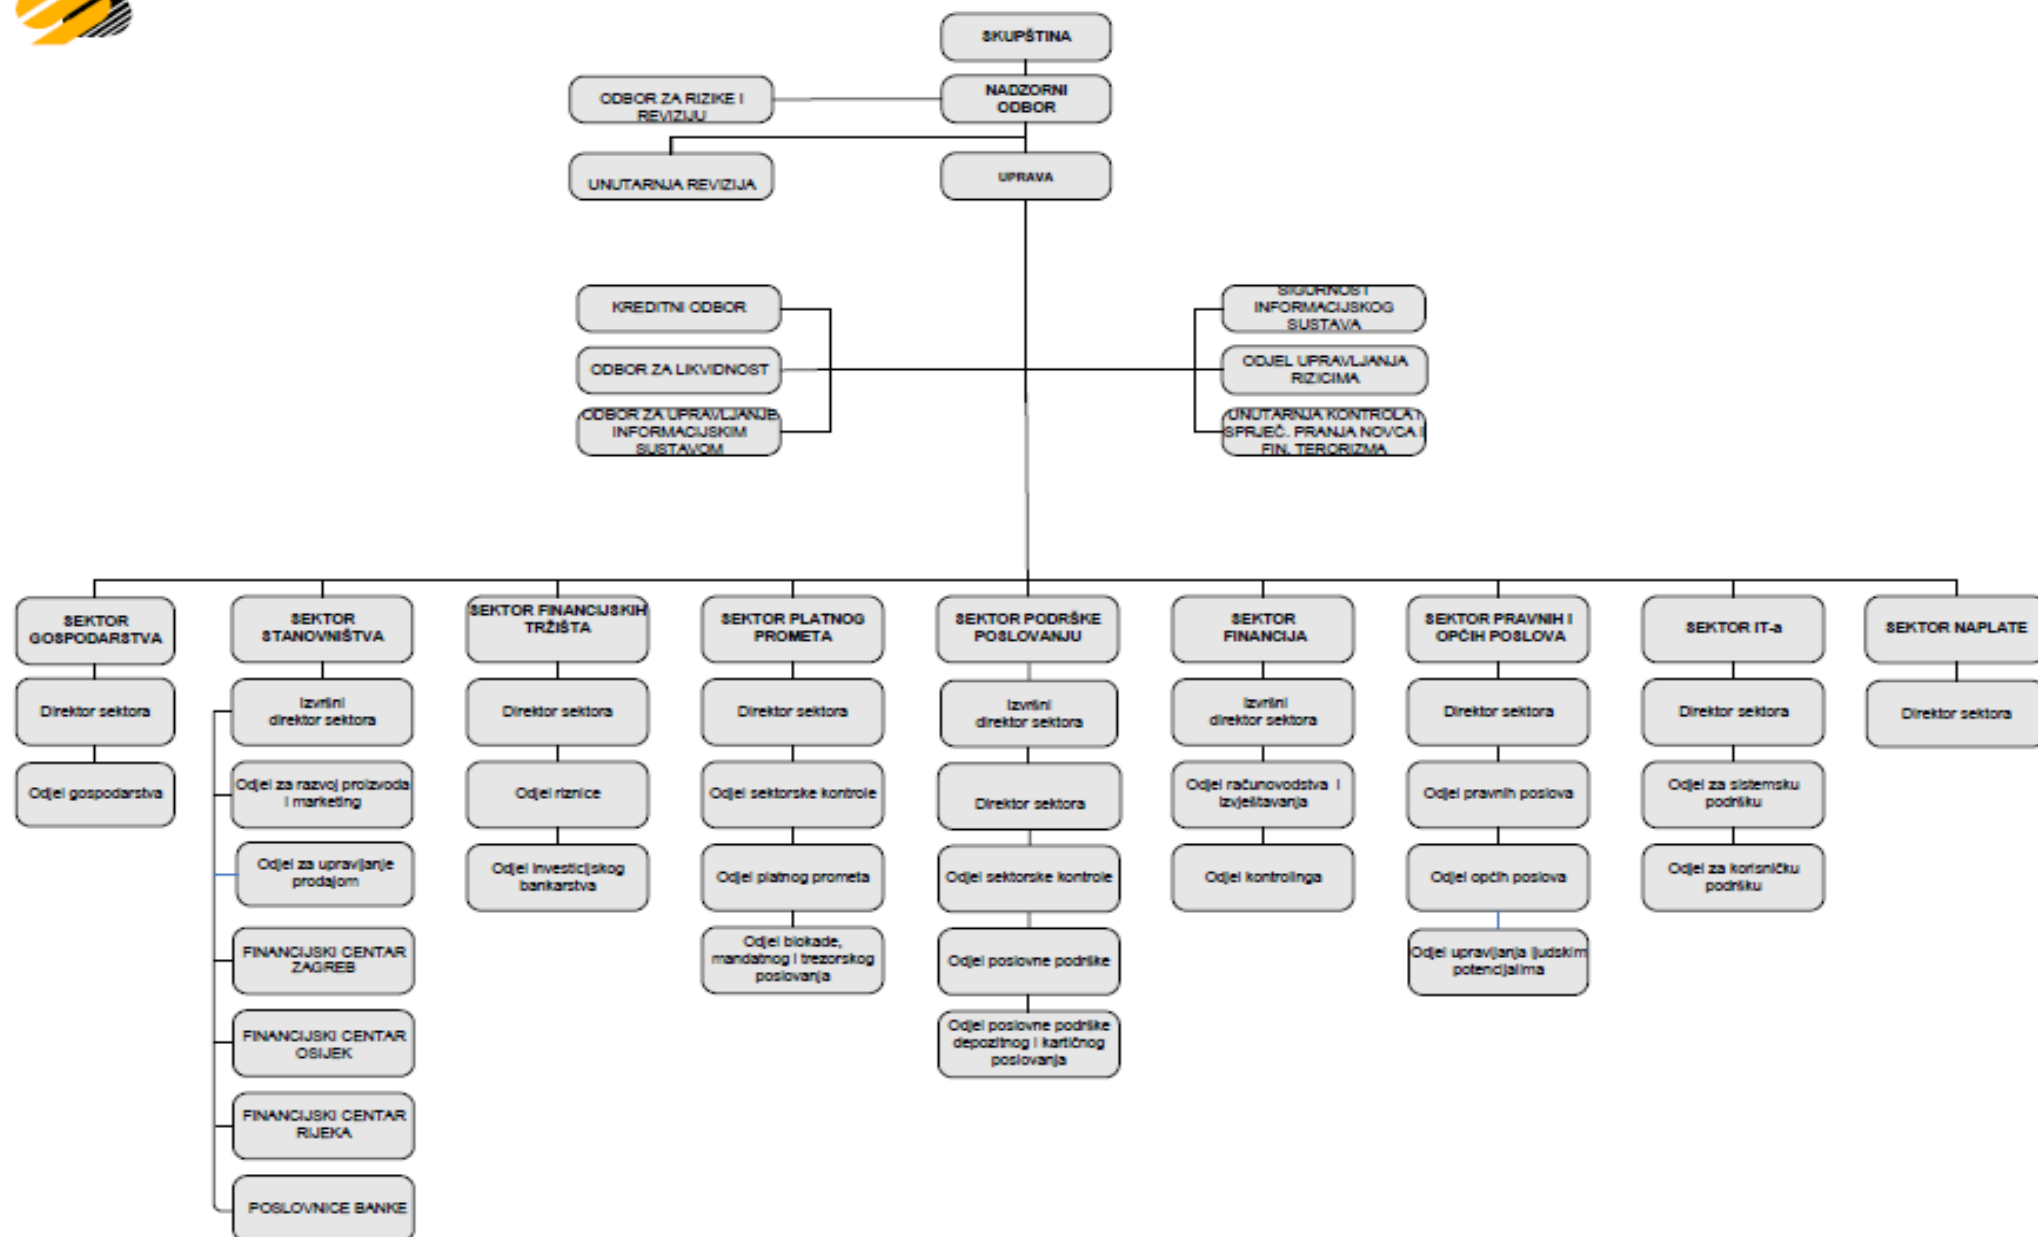 SKUPŠTINA
ODBOR ZA RIZIKE I
REVIZIJU
NADZORNI
ODBOR
UNUTARNJA REVIZIJA
UPRAVA
KREDITNI ODBOR
ODBOR ZA LIKVIDNOST
ODBOR ZA UPRAVLJANJE
INFORMACIJSKIM
SUSTAVOM
SIGURNOST
INFORMACIJSKOG
SUSTAVA
ODJEL UPRAVLJANJA
RIZICIMA
UNUTARNJA KONTROLA I
SPRJEČ. PRANJA NOVCA I
FIN. TERORIZMA
SEKTOR
GOSPODARSTVA
Direktor sektora
Odjel gospodarstva
SEKTOR
STANOVNIŠTVA
Izvršni
direktor sektora
Odjel za razvoj proizvoda
i marketing
Odjel za upravljanje
prodajom
FINANCIJSKI CENTAR
ZAGREB
FINANCIJSKI CENTAR
OSIJEK
FINANCIJSKI CENTAR
RIJEKA
POSLOVNICE BANKE
SEKTOR FINANCIJSKIH
TRŽIŠTA
Direktor sektora
Odjel riznice
Odjel investicijskog
bankarstva
SEKTOR PLATNOG
PROMETA
Direktor sektora
Odjel sektorske kontrole
Odjel platnog prometa
Odjel blokade,
mandatnog i trezorskog
poslovanja
SEKTOR PODRŠKE
POSLOVANJU
Izvršni
direktor sektora
Direktor sektora
Odjel sektorske kontrole
Odjel poslovne podrške
Odjel poslovne podrške
depozitnog i kartičnog
poslovanja
SEKTOR
FINANCIJA
Izvršni
direktor sektora
Odjel računovodstva i
izvještavanja
Odjel kontrolinga
SEKTOR PRAVNIH I
OPĆIH POSLOVA
Direktor sektora
Odjel pravnih poslova
Odjel općih poslova
Odjel upravljanja ljudskim
potencijalima
SEKTOR IT-a
Direktor sektora
Odjel za sistemsku
podršku
Odjel za korisničku
podršku
SEKTOR NAPLATE
Direktor sektora